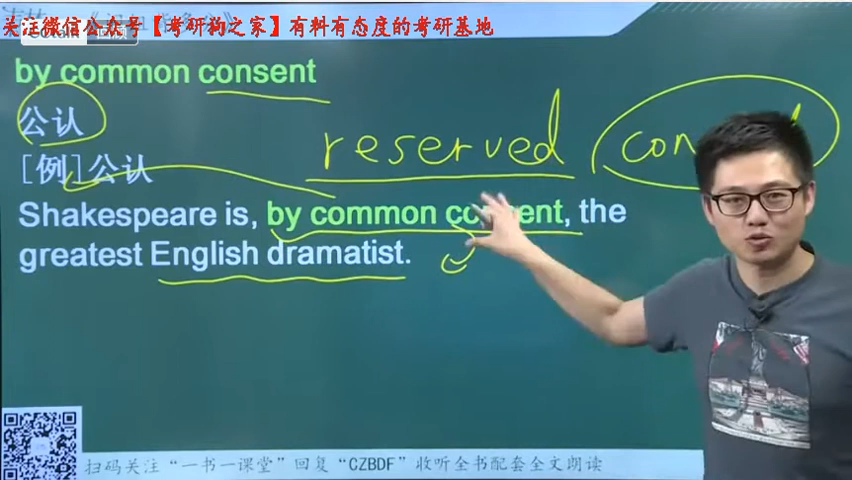 关注微信公众号【考研狗之家】有料有态度的考研基地
by common consent
公认
reserved
[例]公认
Shakespeare is, by common consent, the
greatest English dramatist.
扫码关注“一书一课堂”回复“CZBDF”收听全书配套全文朗读